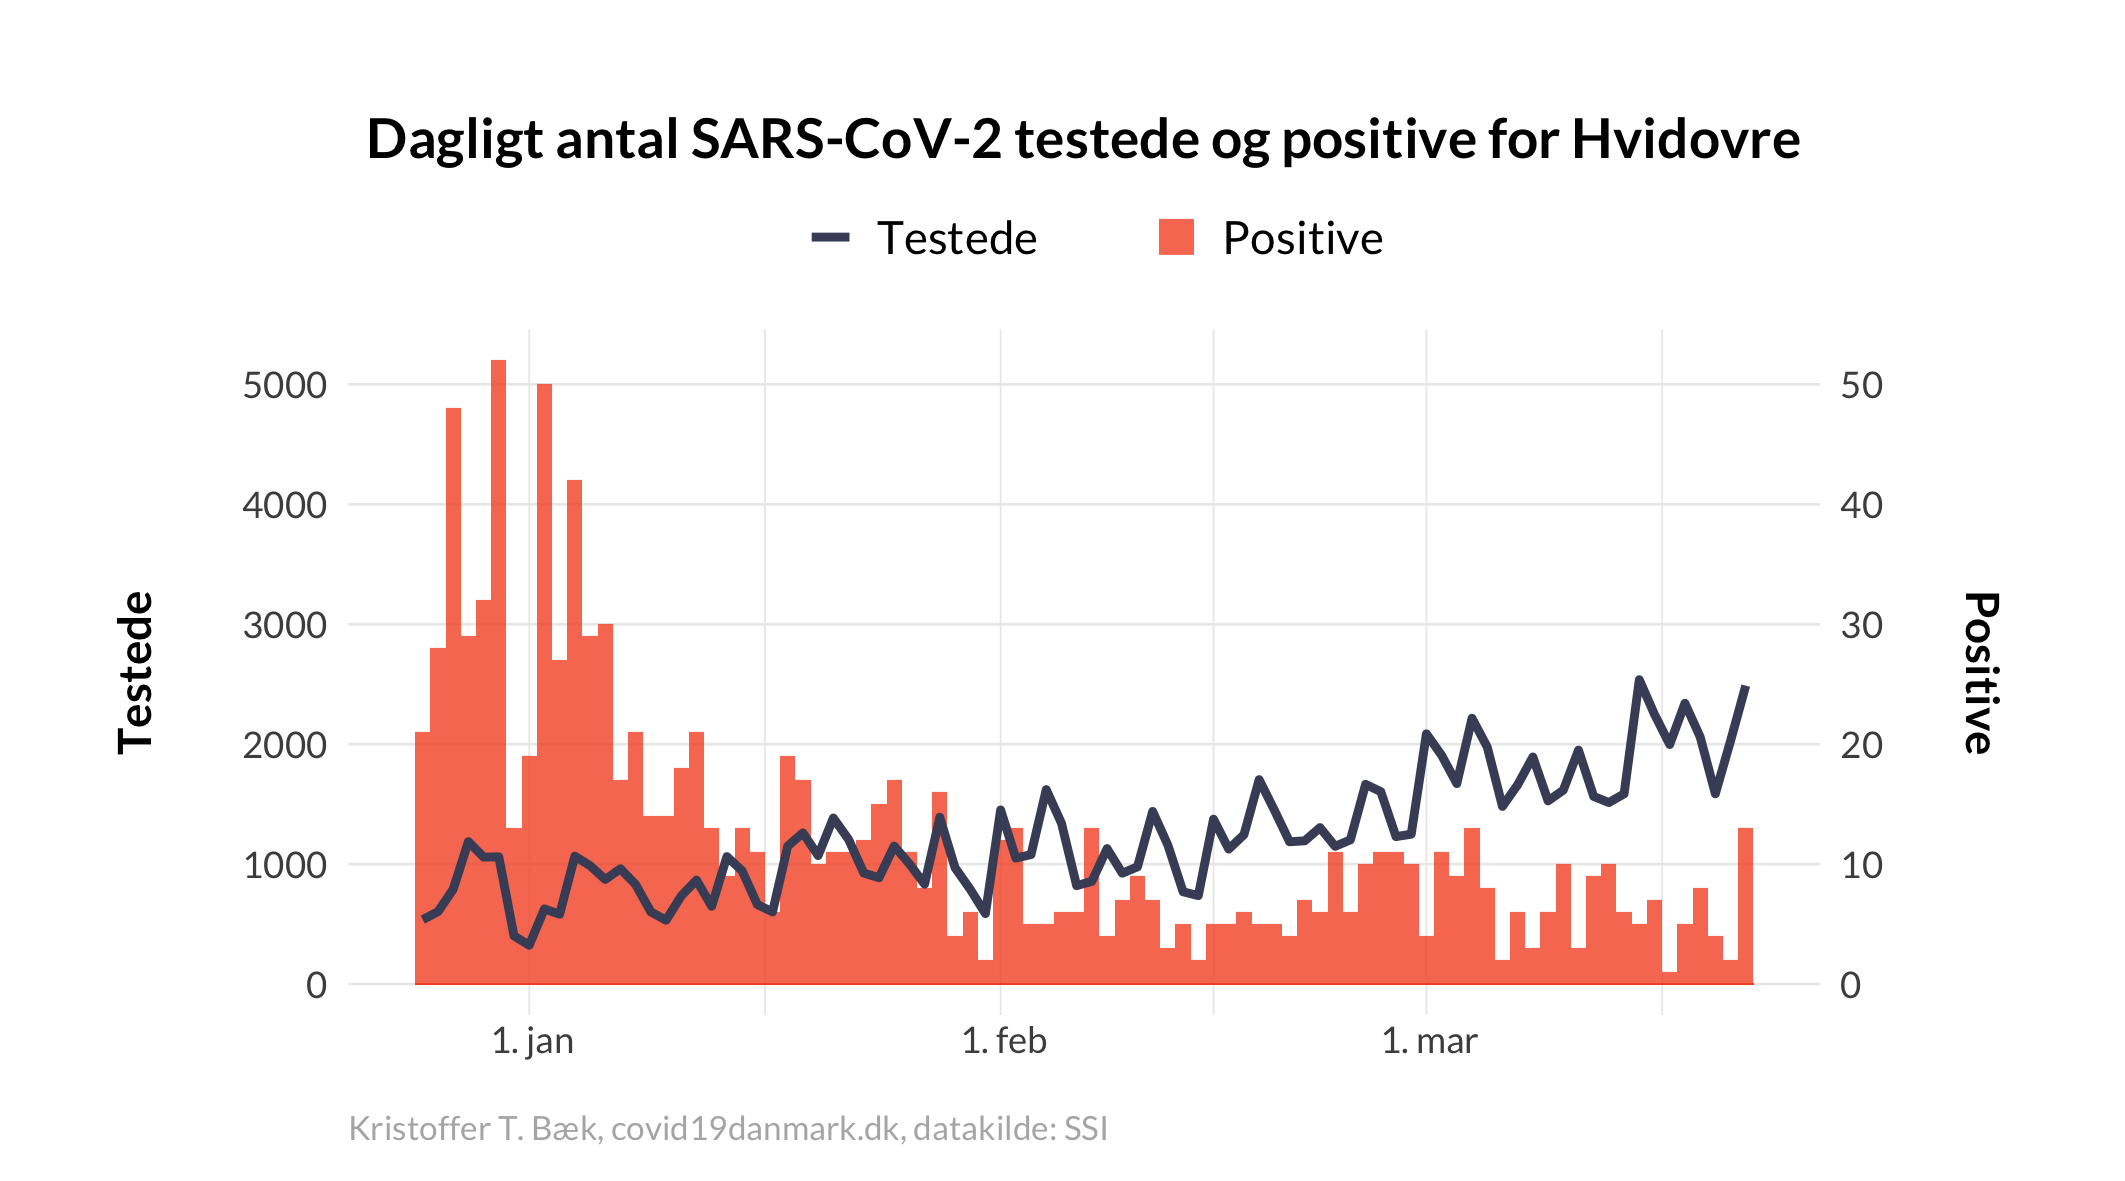 Dagligt antal SARS-CoV-2 testede og positive for Hvidovre
Testede
Positive
5000
4000
3000
2000
1000
0
Testede
50
40
30
20
10
0
Positive
1. jan
1. feb
1. mar
Kristoffer T. Bæk, covid19danmark.dk, datakilde: SSI